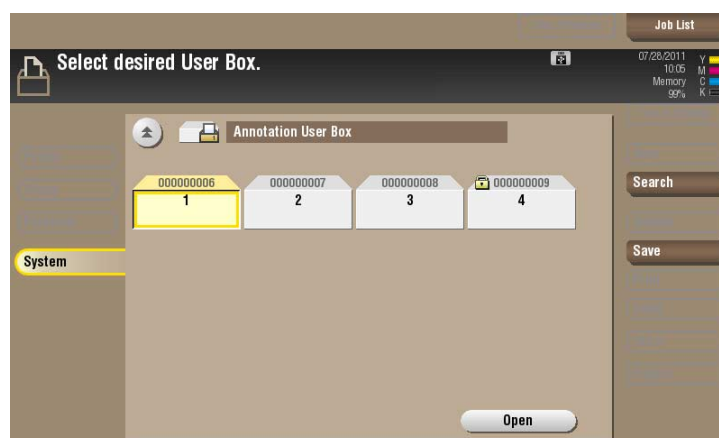 Job List
Select desired User Box.
07/28/2011
10:05
Memory
99%
Y
M
C
K
Annotation User Box
000000006
1
000000007
2
000000008
3
000000009
4
Search
System
Save
Open